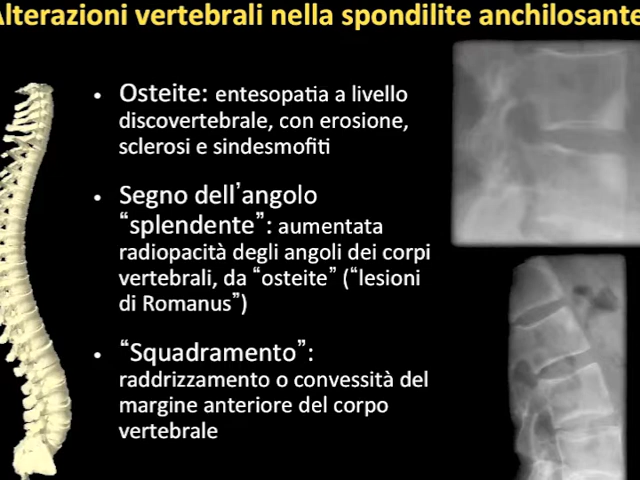 Alterazioni vertebrali nella spondilite anchilosante
• Osteite: entesopatia a livello
discovertebrale, con erosione,
sclerosi e sindesmofiti
• Segno dell’angolo
“splendente”: aumentata
radiopacità degli angoli dei corpi
vertebrali, da “osteite” (“lesioni
di Romanus”)
• “Squadramento”:
raddrizzamento o convessità del
margine anteriore del corpo
vertebrale